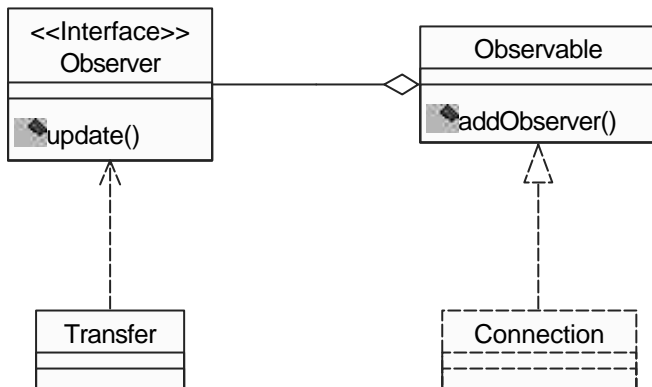 <<Interface>>
Observer
update()
Observable
addObserver()
Transfer
Connection